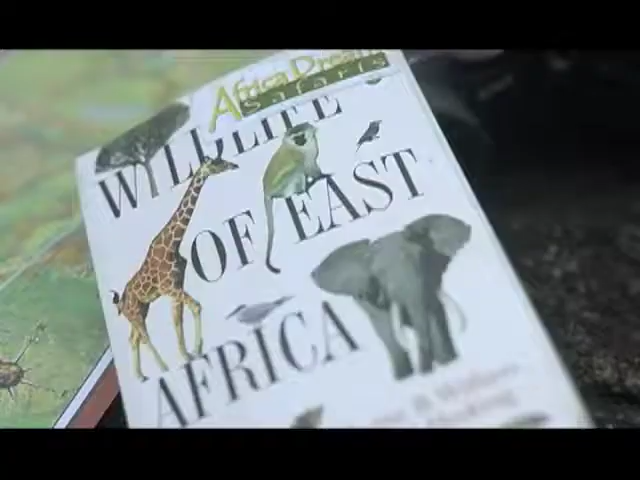 Africa Dream
Safaris
WILDLIFE
OF EAST
AFRICA